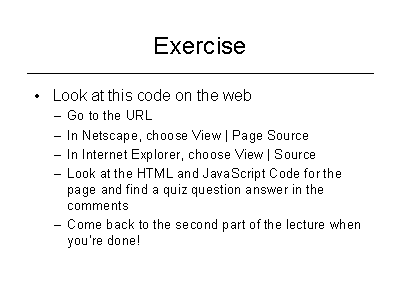 Exercise
• Look at this code on the web
– Go to the URL
– In Netscape, choose View | Page Source
– In Internet Explorer, choose View | Source
– Look at the HTML and JavaScript Code for the
page and find a quiz question answer in the
comments
– Come back to the second part of the lecture when
you're done!